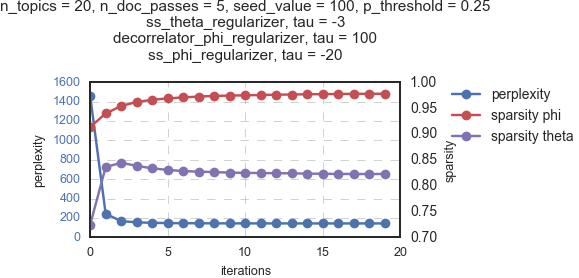 n_topics = 20, n_doc_passes = 5, seed_value = 100, p_threshold = 0.25
ss_theta_regularizer, tau = -3
decorrelator_phi_regularizer, tau = 100
ss_phi_regularizer, tau = -20
1600
1400
1200
1000
800
600
400
200
0
perplexity
0
5
10
15
20
iterations
1.00
0.95
0.90
0.85
0.80
0.75
0.70
sparsity
perplexity
sparsity phi
sparsity theta